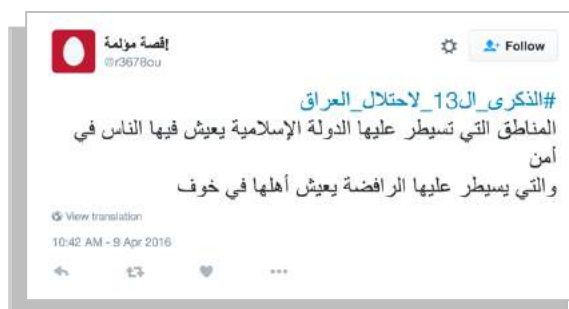 إقصة مؤلمة
@r3678ou
Follow
#الذكرى_ال13_لاحتلال_العراق
المناطق التي تسيطر عليها الدولة الإسلامية يعيش فيها الناس في
أمن
والتي يسيطر عليها الرافضة يعيش أهلها في خوف
View translation
10:42 AM - 9 Apr 2016